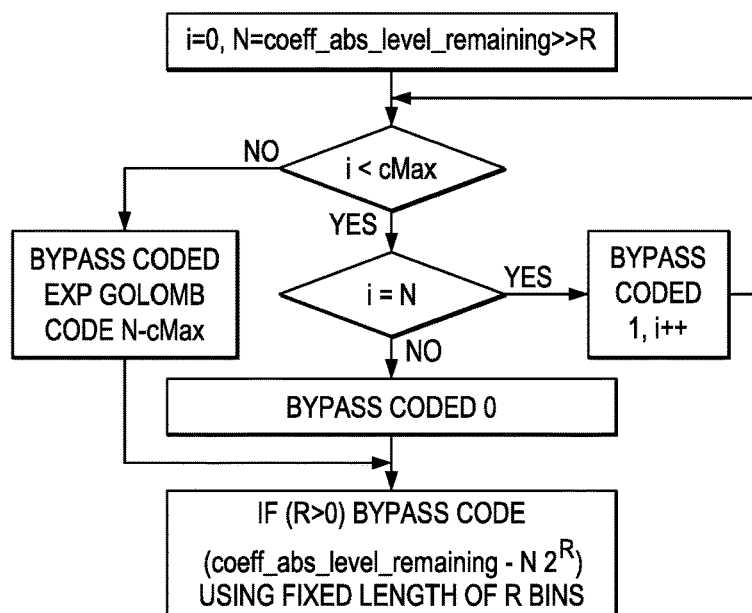 i=0, N=coeff_abs_level_remaining>>R
NO
i < cMax
YES
BYPASS CODED
EXP GOLOMB
CODE N-cMax
i = N
YES
BYPASS
CODED
1, i++
NO
BYPASS CODED 0
IF (R>0) BYPASS CODE
(coeff_abs_level_remaining - N 2^R)
USING FIXED LENGTH OF R BINS